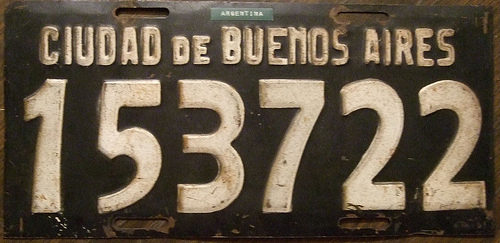 ARGENTINA
CIUDAD DE BUENOS AIRES
153722